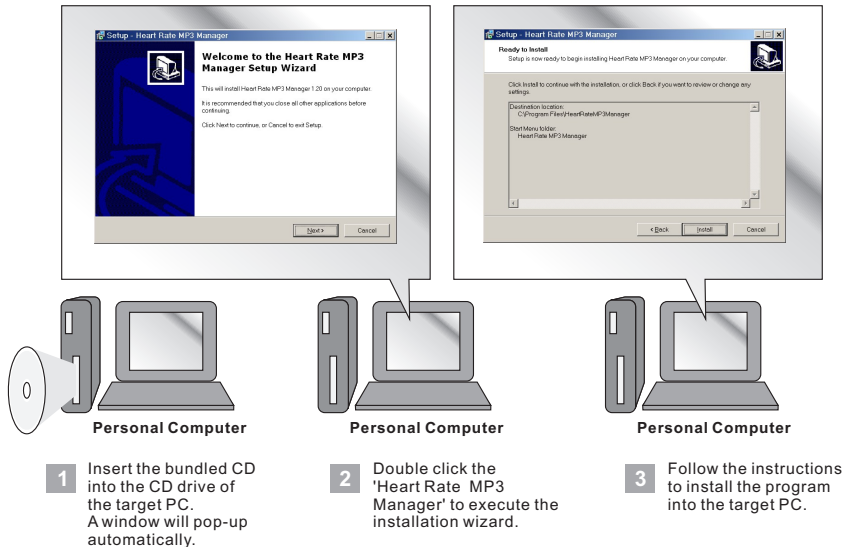 Setup - Heart Rate MP3 Manager
Welcome to the Heart Rate MP3
Manager Setup Wizard
This will install Heart Rate MP3 Manager 1.20 on your computer.
It is recommended that you close all other applications before
continuing.
Click Next to continue, or Cancel to exit Setup.
Next >
Cancel
Setup - Heart Rate MP3 Manager
Ready to Install
Setup is now ready to begin installing Heart Rate MP3 Manager on your computer.
Click Install to continue with the installation, or click Back if you want to review or change any
settings.
Destination location:
C:\Program Files\HeartRateMP3Manager
Start Menu folder:
Heart Rate MP3 Manager
< Back
Install
Cancel
Personal Computer
Personal Computer
Personal Computer
1
Insert the bundled CD
into the CD drive of
the target PC.
A window will pop-up
automatically.
2
Double click the
'Heart Rate MP3
Manager' to execute the
installation wizard.
3
Follow the instructions
to install the program
into the target PC.